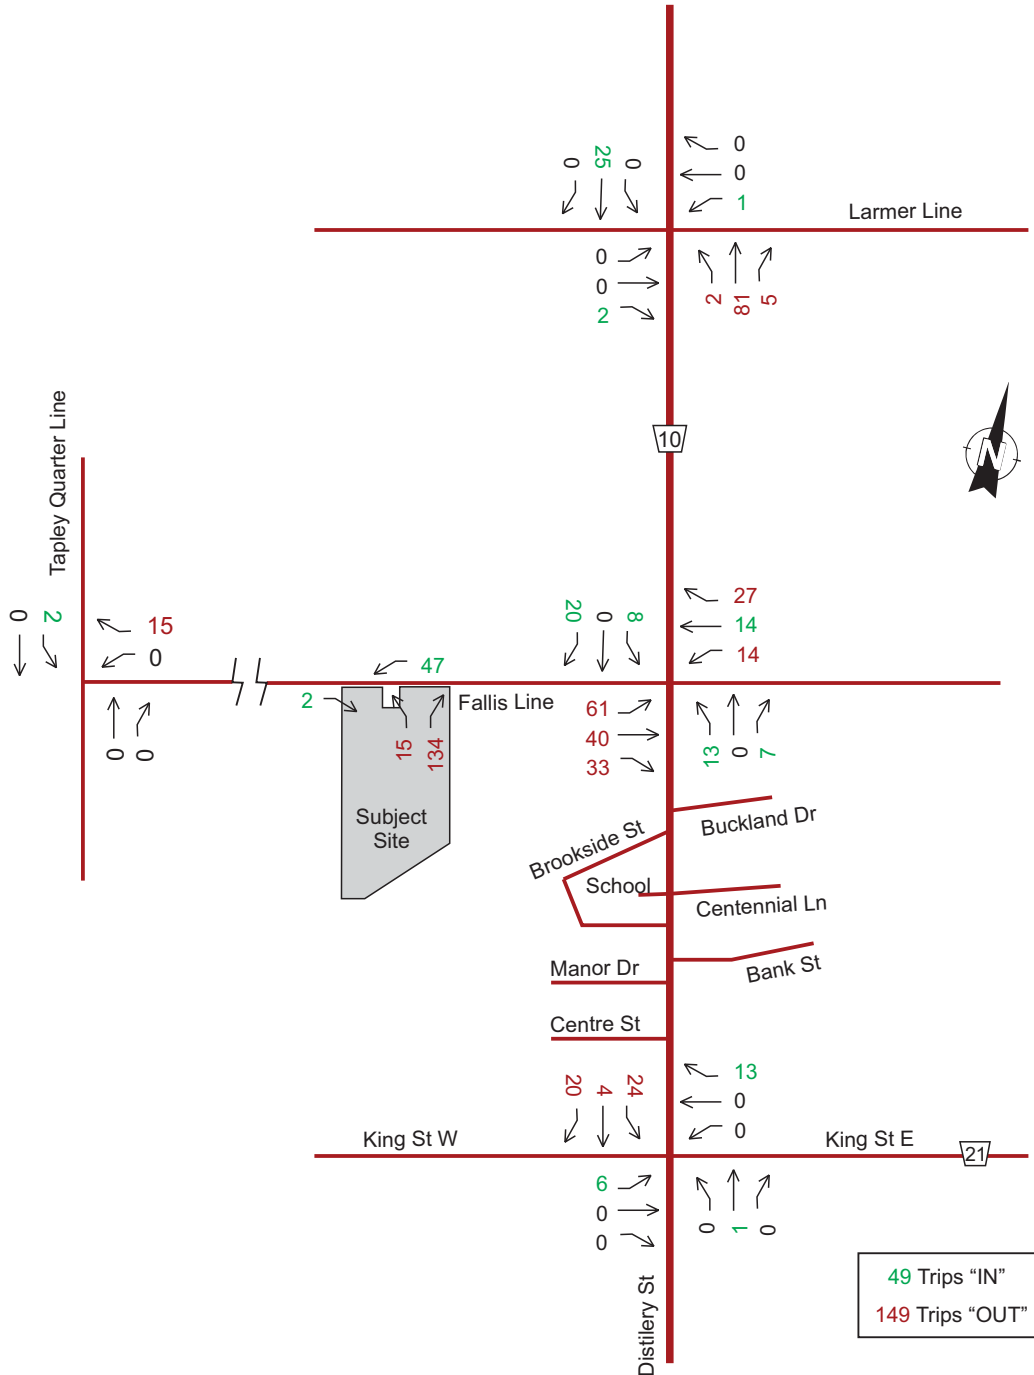 0
25
0
0
0
1
Larmer Line
0
0
2
2
81
5
10
N
Tapley Quarter Line
0
2
15
0
0
0
47
2
Fallis Line
15
134
Subject
Site
20
0
8
27
14
14
61
40
33
13
0
7
Buckland Dr
Brookside St
School
Centennial Ln
Bank St
Manor Dr
Centre St
20
4
24
13
0
0
King St W
King St E
21
6
0
0
0
1
0
Distilery St
49 Trips “IN”
149 Trips “OUT”